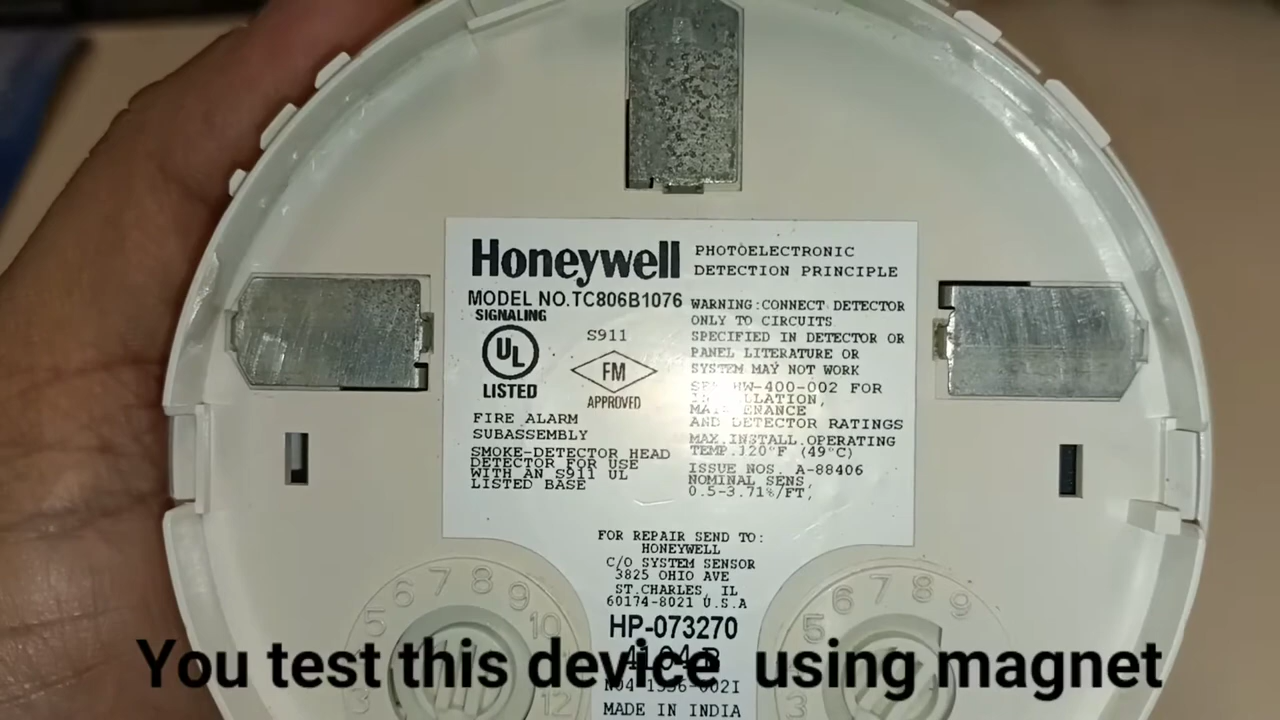 Honeywell
PHOTOELECTRONIC
DETECTION PRINCIPLE
MODEL NO.TC806B1076
SIGNALING
UL
LISTED
S911
FM
APPROVED
FIRE ALARM
SUBASSEMBLY
SMOKE-DETECTOR HEAD
DETECTOR FOR USE
WITH AN S911 UL
LISTED BASE
WARNING:CONNECT DETECTOR
ONLY TO CIRCUITS
SPECIFIED IN DETECTOR OR
PANEL LITERATURE OR
SYSTEM MAY NOT WORK
HW-400-002 FOR
MAINTENANCE
AND DETECTOR RATINGS
MAX.INSTALL.OPERATING
TEMP.120°F (49°C)
ISSUE NOS. A-88406
NOMINAL SENS.
0.5-3.71%/FT,
FOR REPAIR SEND TO:
HONEYWELL
C/O SYSTEM SENSOR
3825 OHIO AVE
ST.CHARLES, IL
60174-8021 U.S.A
HP-073270
MADE IN INDIA
3 5 6 7 8 9 10 12
3 5 6 7 8 9
You test this device using magnet